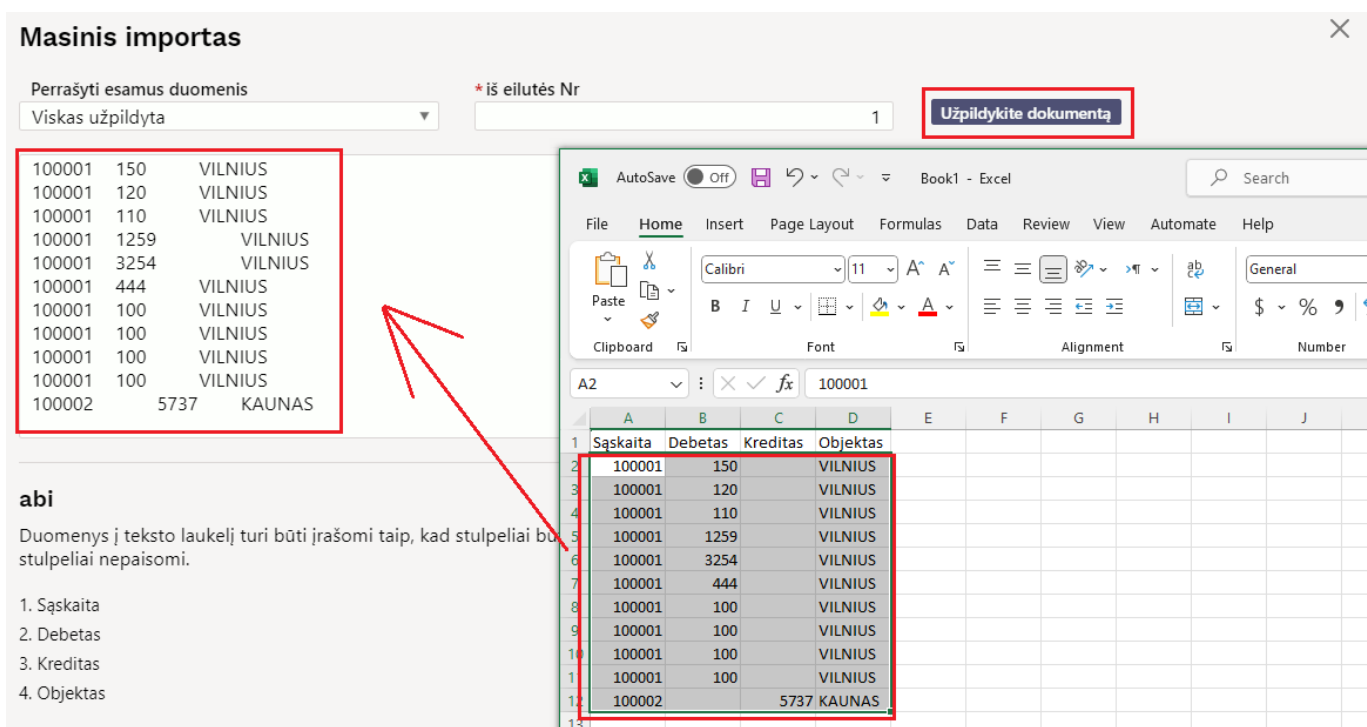 Masinis importas
Perrašyti esamus duomenis
* iš eilutės Nr
Viskas užpildyta
1
Užpildykite dokumentą
100001 150 VILNIUS
100001 120 VILNIUS
100001 110 VILNIUS
100001 1259 VILNIUS
100001 3254 VILNIUS
100001 444 VILNIUS
100001 100 VILNIUS
100001 100 VILNIUS
100001 100 VILNIUS
100001 100 VILNIUS
100002 5737 KAUNAS
abi
Duomenys į teksto laukelį turi būti įrašomi taip, kad stulpeliai
stulpeliai nepaisomi.
1. Sąskaita
2. Debetas
3. Kreditas
4. Objektas
AutoSave Off Book1 - Excel Search
File Home Insert Page Layout Formulas Data Review View Automate Help
Calibri 11 General
Paste B I U A $ % 
Clipboard Font Alignment Number
A2 fx 100001
A B C D E F G H I J
1 Sąskaita Debetas Kreditas Objektas
2 100001 150 VILNIUS
3 100001 120 VILNIUS
4 100001 110 VILNIUS
5 100001 1259 VILNIUS
6 100001 3254 VILNIUS
7 100001 444 VILNIUS
8 100001 100 VILNIUS
9 100001 100 VILNIUS
10 100001 100 VILNIUS
11 100001 100 VILNIUS
12 100002 5737 KAUNAS
13